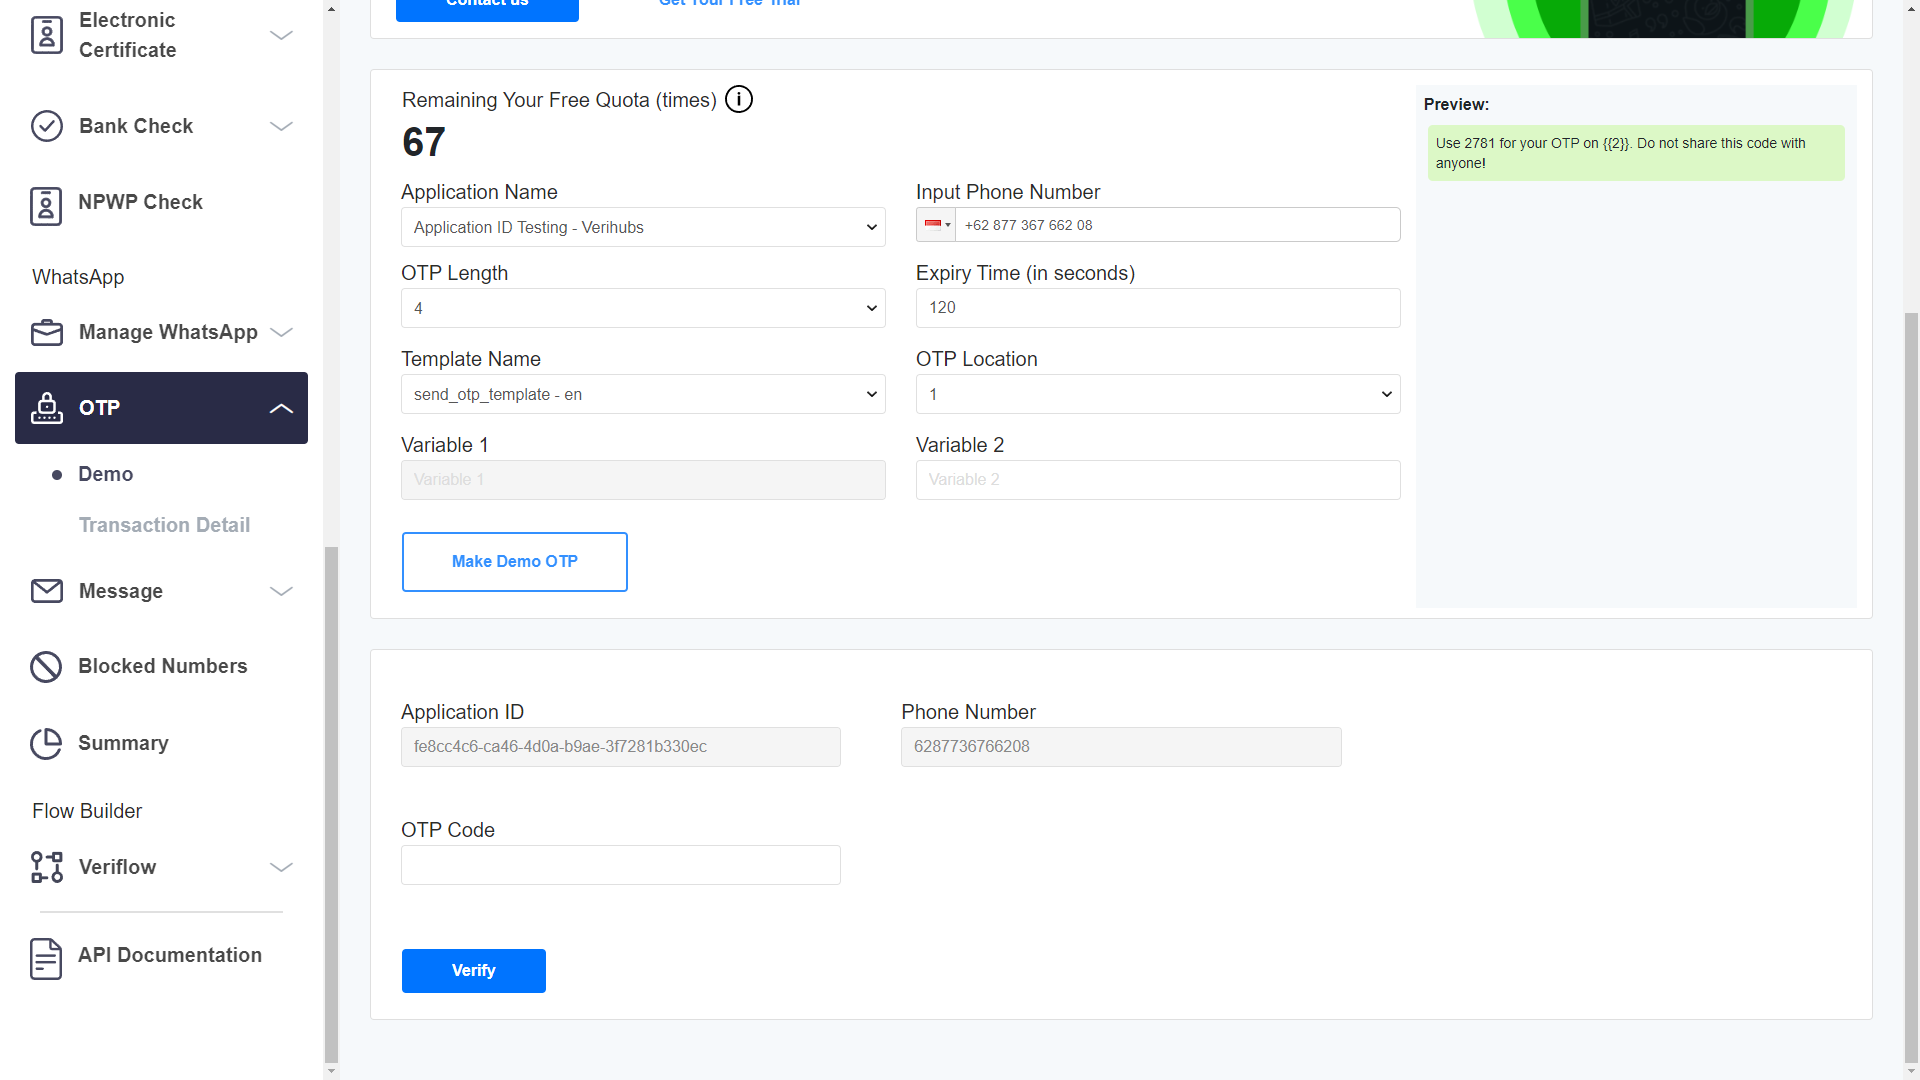 Electronic
Certificate
Bank Check
NPWP Check
WhatsApp
Manage WhatsApp
OTP
Demo
Transaction Detail
Message
Blocked Numbers
Summary
Flow Builder
Veriflow
API Documentation
Contact us
Get Your Free Trial
Remaining Your Free Quota (times)
67
Application Name
Application ID Testing - Verihubs
Input Phone Number
+62 877 367 662 08
OTP Length
4
Expiry Time (in seconds)
120
Template Name
send_otp_template - en
OTP Location
1
Variable 1
Variable 1
Variable 2
Variable 2
Make Demo OTP
Preview:
Use 2781 for your OTP on {{2}}. Do not share this code with
anyone!
Application ID
fe8cc4c6-ca46-4d0a-b9ae-3f7281b330ec
Phone Number
6287736766208
OTP Code
Verify